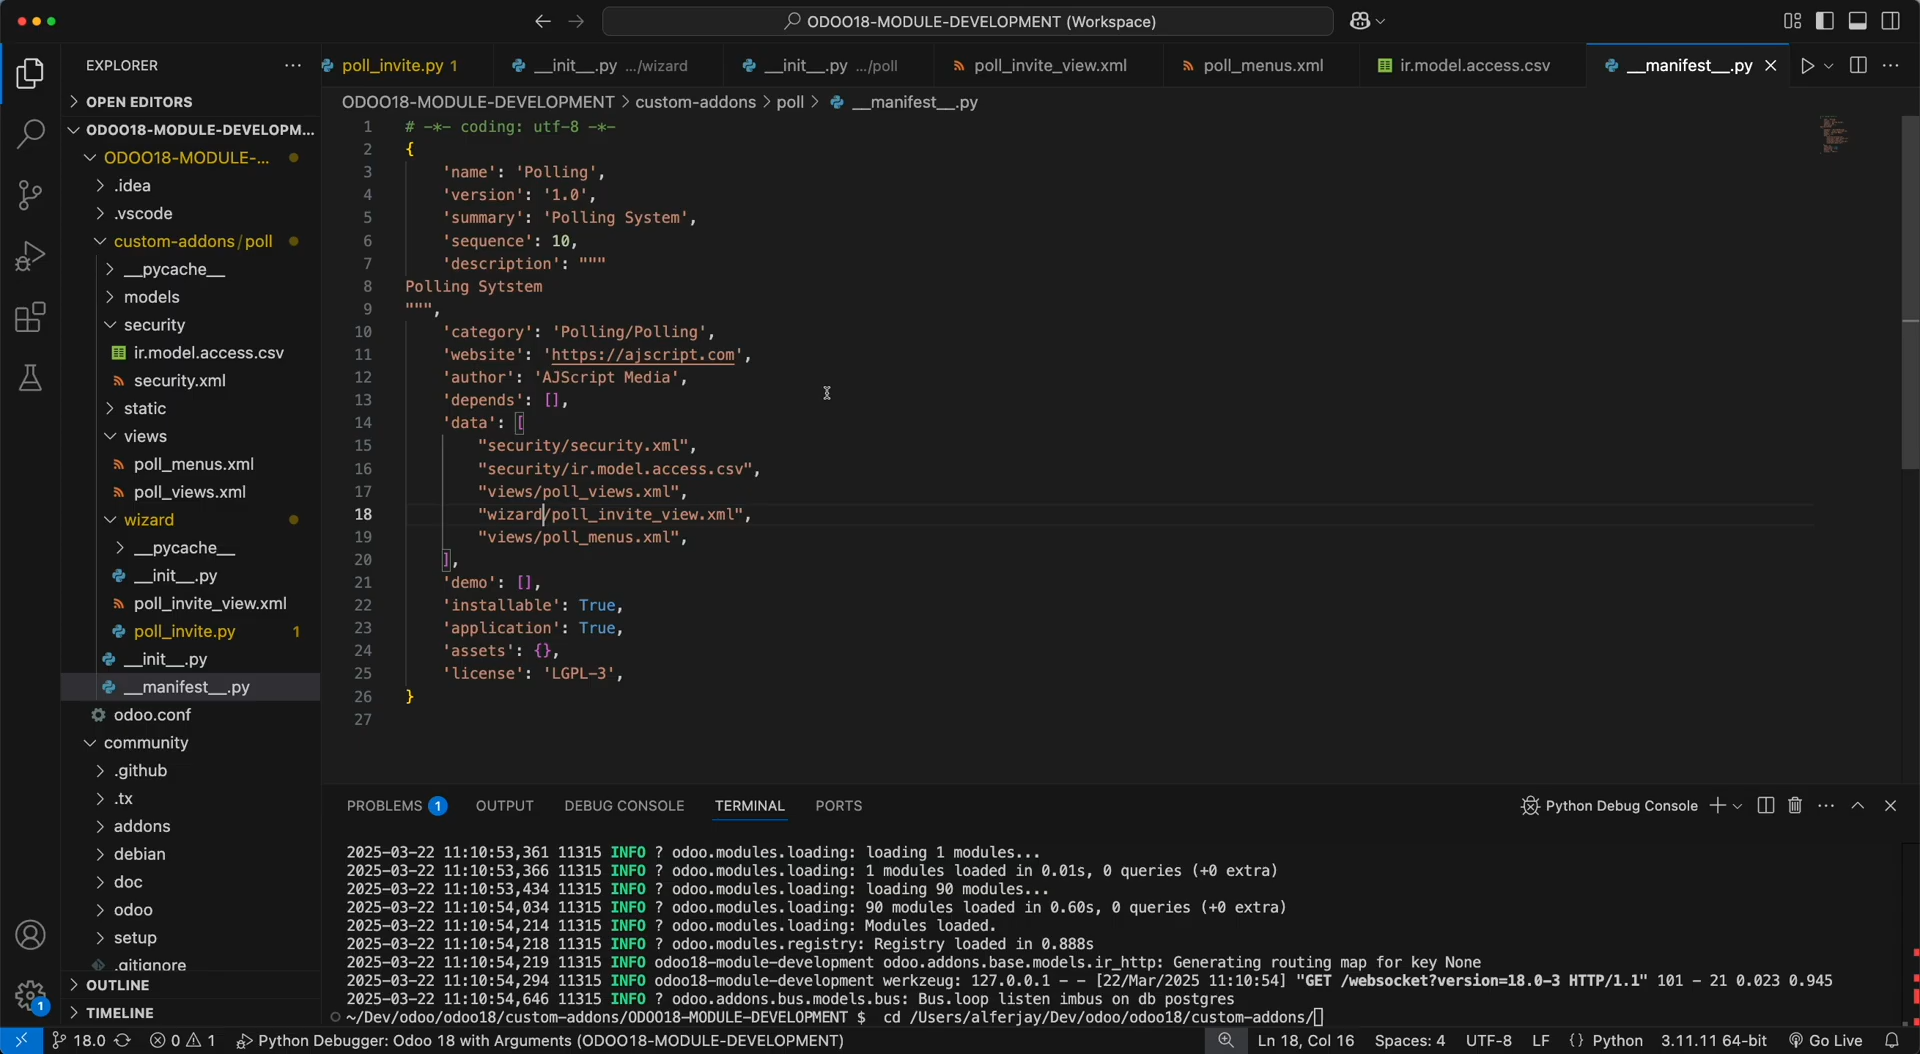 ODOO18-MODULE-DEVELOPMENT (Workspace)
EXPLORER
poll_invite.py 1
__init__.py .../wizard
__init__.py .../poll
poll_invite_view.xml
poll_menus.xml
ir.model.access.csv
__manifest__.py
OPEN EDITORS
ODOO18-MODULE-DEVELOPM...
ODOO18-MODULE-...
.idea
.vscode
custom-addons/poll
__pycache__
models
security
ir.model.access.csv
security.xml
static
views
poll_menus.xml
poll_views.xml
wizard
__pycache__
__init__.py
poll_invite_view.xml
poll_invite.py 1
__init__.py
__manifest__.py
odoo.conf
community
.github
.tx
addons
debian
doc
odoo
setup
.gitignore
OUTLINE
TIMELINE
1
ODOO18-MODULE-DEVELOPMENT > custom-addons > poll > __manifest__.py
1 # -*- coding: utf-8 -*-
2 {
3 'name': 'Polling',
4 'version': '1.0',
5 'summary': 'Polling System',
6 'sequence': 10,
7 'description': """
8 Polling Sytstem
9 """,
10 'category': 'Polling/Polling',
11 'website': 'https://ajscript.com',
12 'author': 'AJScript Media',
13 'depends': [],
14 'data': [
15 "security/security.xml",
16 "security/ir.model.access.csv",
17 "views/poll_views.xml",
18 "wizard/poll_invite_view.xml",
19 "views/poll_menus.xml",
20 ],
21 'demo': [],
22 'installable': True,
23 'application': True,
24 'assets': {},
25 'license': 'LGPL-3',
26 }
27
PROBLEMS 1 OUTPUT DEBUG CONSOLE TERMINAL PORTS
Python Debug Console
2025-03-22 11:10:53,361 11315 INFO ? odoo.modules.loading: loading 1 modules...
2025-03-22 11:10:53,366 11315 INFO ? odoo.modules.loading: 1 modules loaded in 0.01s, 0 queries (+0 extra)
2025-03-22 11:10:53,434 11315 INFO ? odoo.modules.loading: loading 90 modules...
2025-03-22 11:10:54,034 11315 INFO ? odoo.modules.loading: 90 modules loaded in 0.60s, 0 queries (+0 extra)
2025-03-22 11:10:54,214 11315 INFO ? odoo.modules.loading: Modules loaded.
2025-03-22 11:10:54,218 11315 INFO ? odoo.modules.registry: Registry loaded in 0.888s
2025-03-22 11:10:54,219 11315 INFO odoo18-module-development odoo.addons.base.models.ir_http: Generating routing map for key None
2025-03-22 11:10:54,294 11315 INFO odoo18-module-development werkzeug: 127.0.0.1 - - [22/Mar/2025 11:10:54] "GET /websocket?version=18.0-3 HTTP/1.1" 101 - 21 0.023 0.945
2025-03-22 11:10:54,646 11315 INFO ? odoo.addons.bus.models.bus: Bus.loop listen imbus on db postgres
~/Dev/odoo/odoo18/custom-addons/ODOO18-MODULE-DEVELOPMENT $ cd /Users/alferjay/Dev/odoo/odoo18/custom-addons/
18.0 0 1 Python Debugger: Odoo 18 with Arguments (ODOO18-MODULE-DEVELOPMENT) Ln 18, Col 16 Spaces: 4 UTF-8 LF {} Python 3.11.11 64-bit Go Live